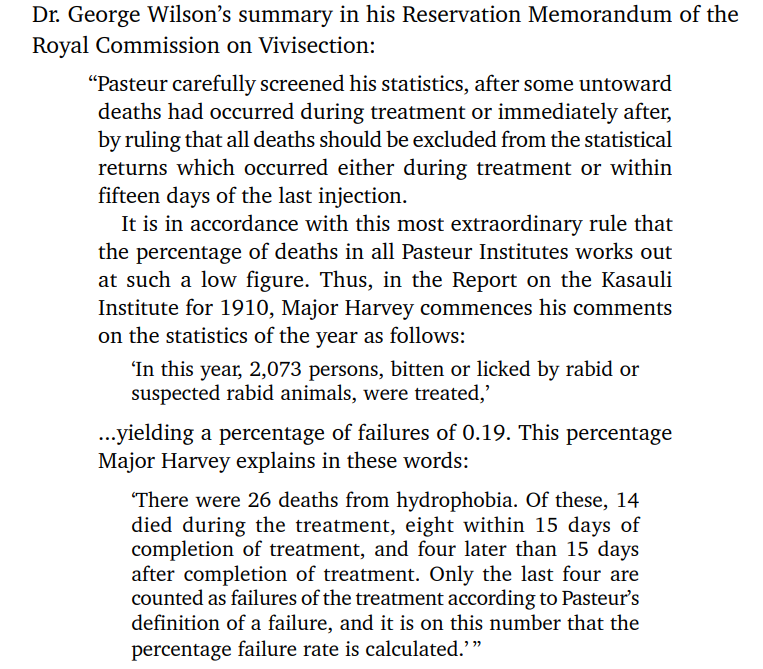 Dr. George Wilson’s summary in his Reservation Memorandum of the
Royal Commission on Vivisection:
“Pasteur carefully screened his statistics, after some untoward
deaths had occurred during treatment or immediately after,
by ruling that all deaths should be excluded from the statistical
returns which occurred either during treatment or within
fifteen days of the last injection.
It is in accordance with this most extraordinary rule that
the percentage of deaths in all Pasteur Institutes works out
at such a low figure. Thus, in the Report on the Kasauli
Institute for 1910, Major Harvey commences his comments
on the statistics of the year as follows:
‘In this year, 2,073 persons, bitten or licked by rabid or
suspected rabid animals, were treated,’
...yielding a percentage of failures of 0.19. This percentage
Major Harvey explains in these words:
‘There were 26 deaths from hydrophobia. Of these, 14
died during the treatment, eight within 15 days of
completion of treatment, and four later than 15 days
after completion of treatment. Only the last four are
counted as failures of the treatment according to Pasteur’s
definition of a failure, and it is on this number that the
percentage failure rate is calculated.’”